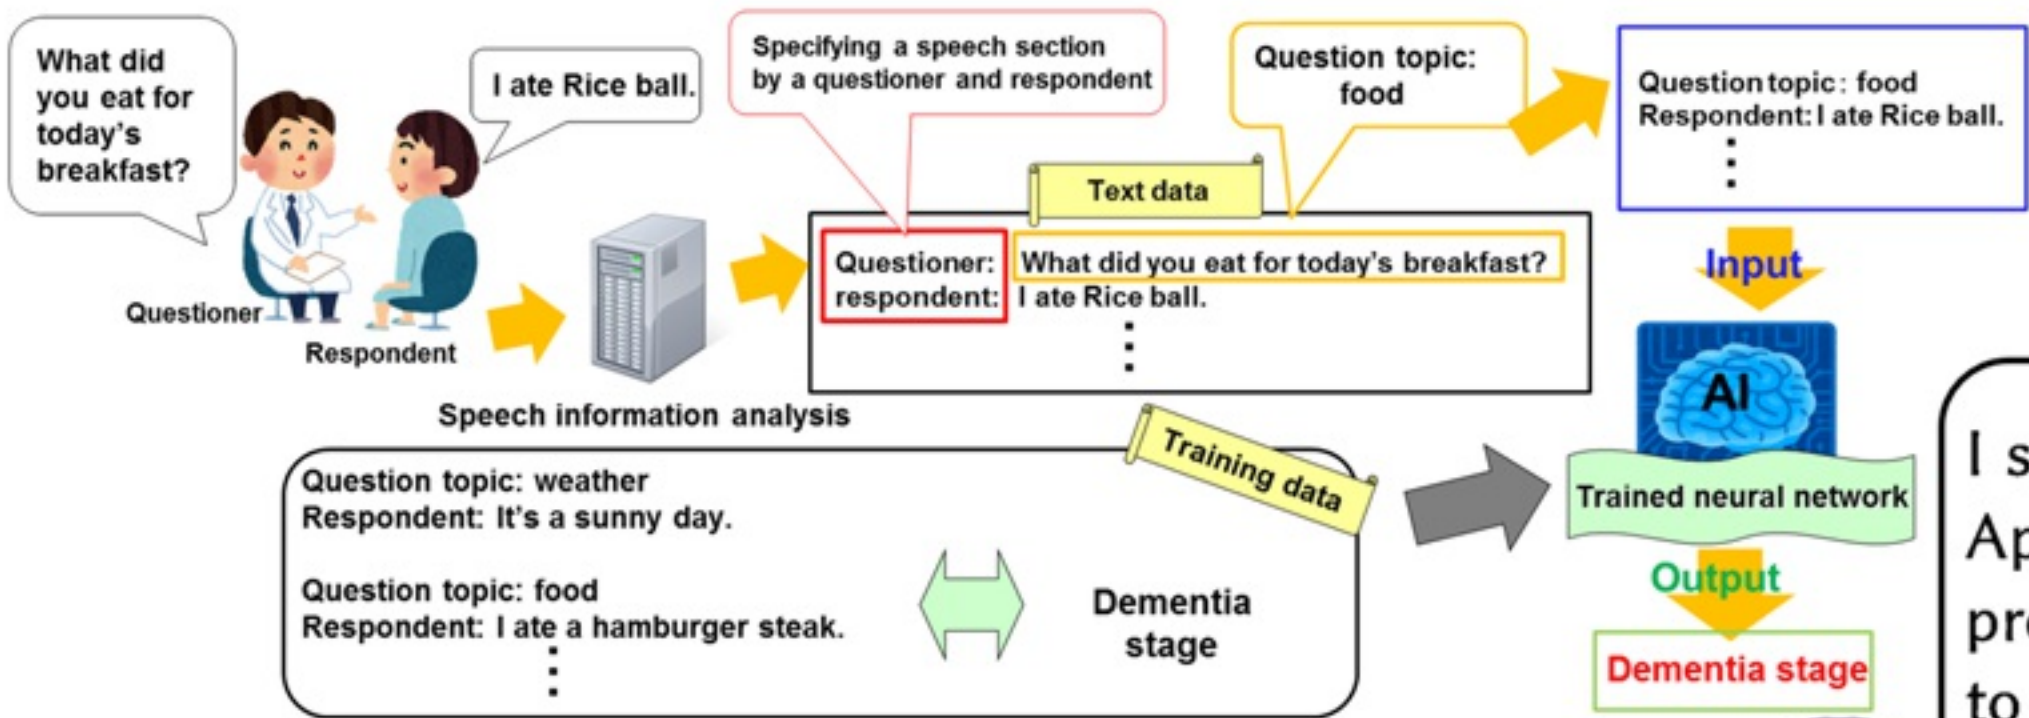 What did
you eat for
today's
breakfast?
I ate Rice ball.
Questioner
Respondent
Specifying a speech section
by a questioner and respondent
Question topic:
food
Text data
Questioner: What did you eat for today's breakfast?
respondent: I ate Rice ball.
Question topic: food
Respondent: I ate Rice ball.
Input
AI
Trained neural network
Output
Dementia stage
Speech information analysis
Training data
Question topic: weather
Respondent: It's a sunny day.
Question topic: food
Respondent: I ate a hamburger steak.
Dementia
stage
I
to